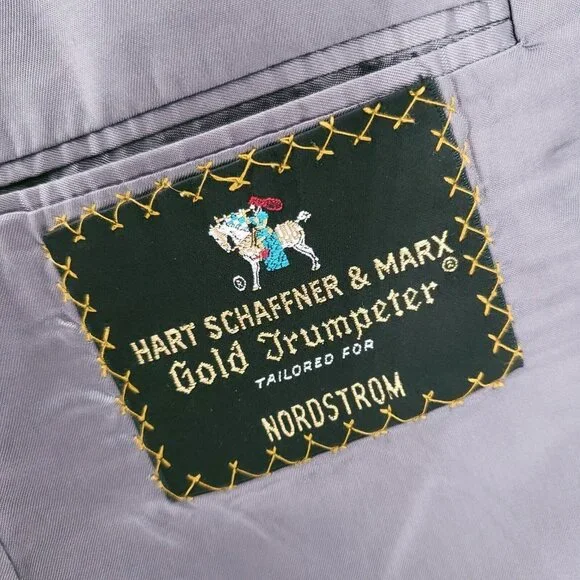 ®
HART SCHAFFNER & MARX
Gold Trumpeter®
TAILORED FOR
NORDSTROM